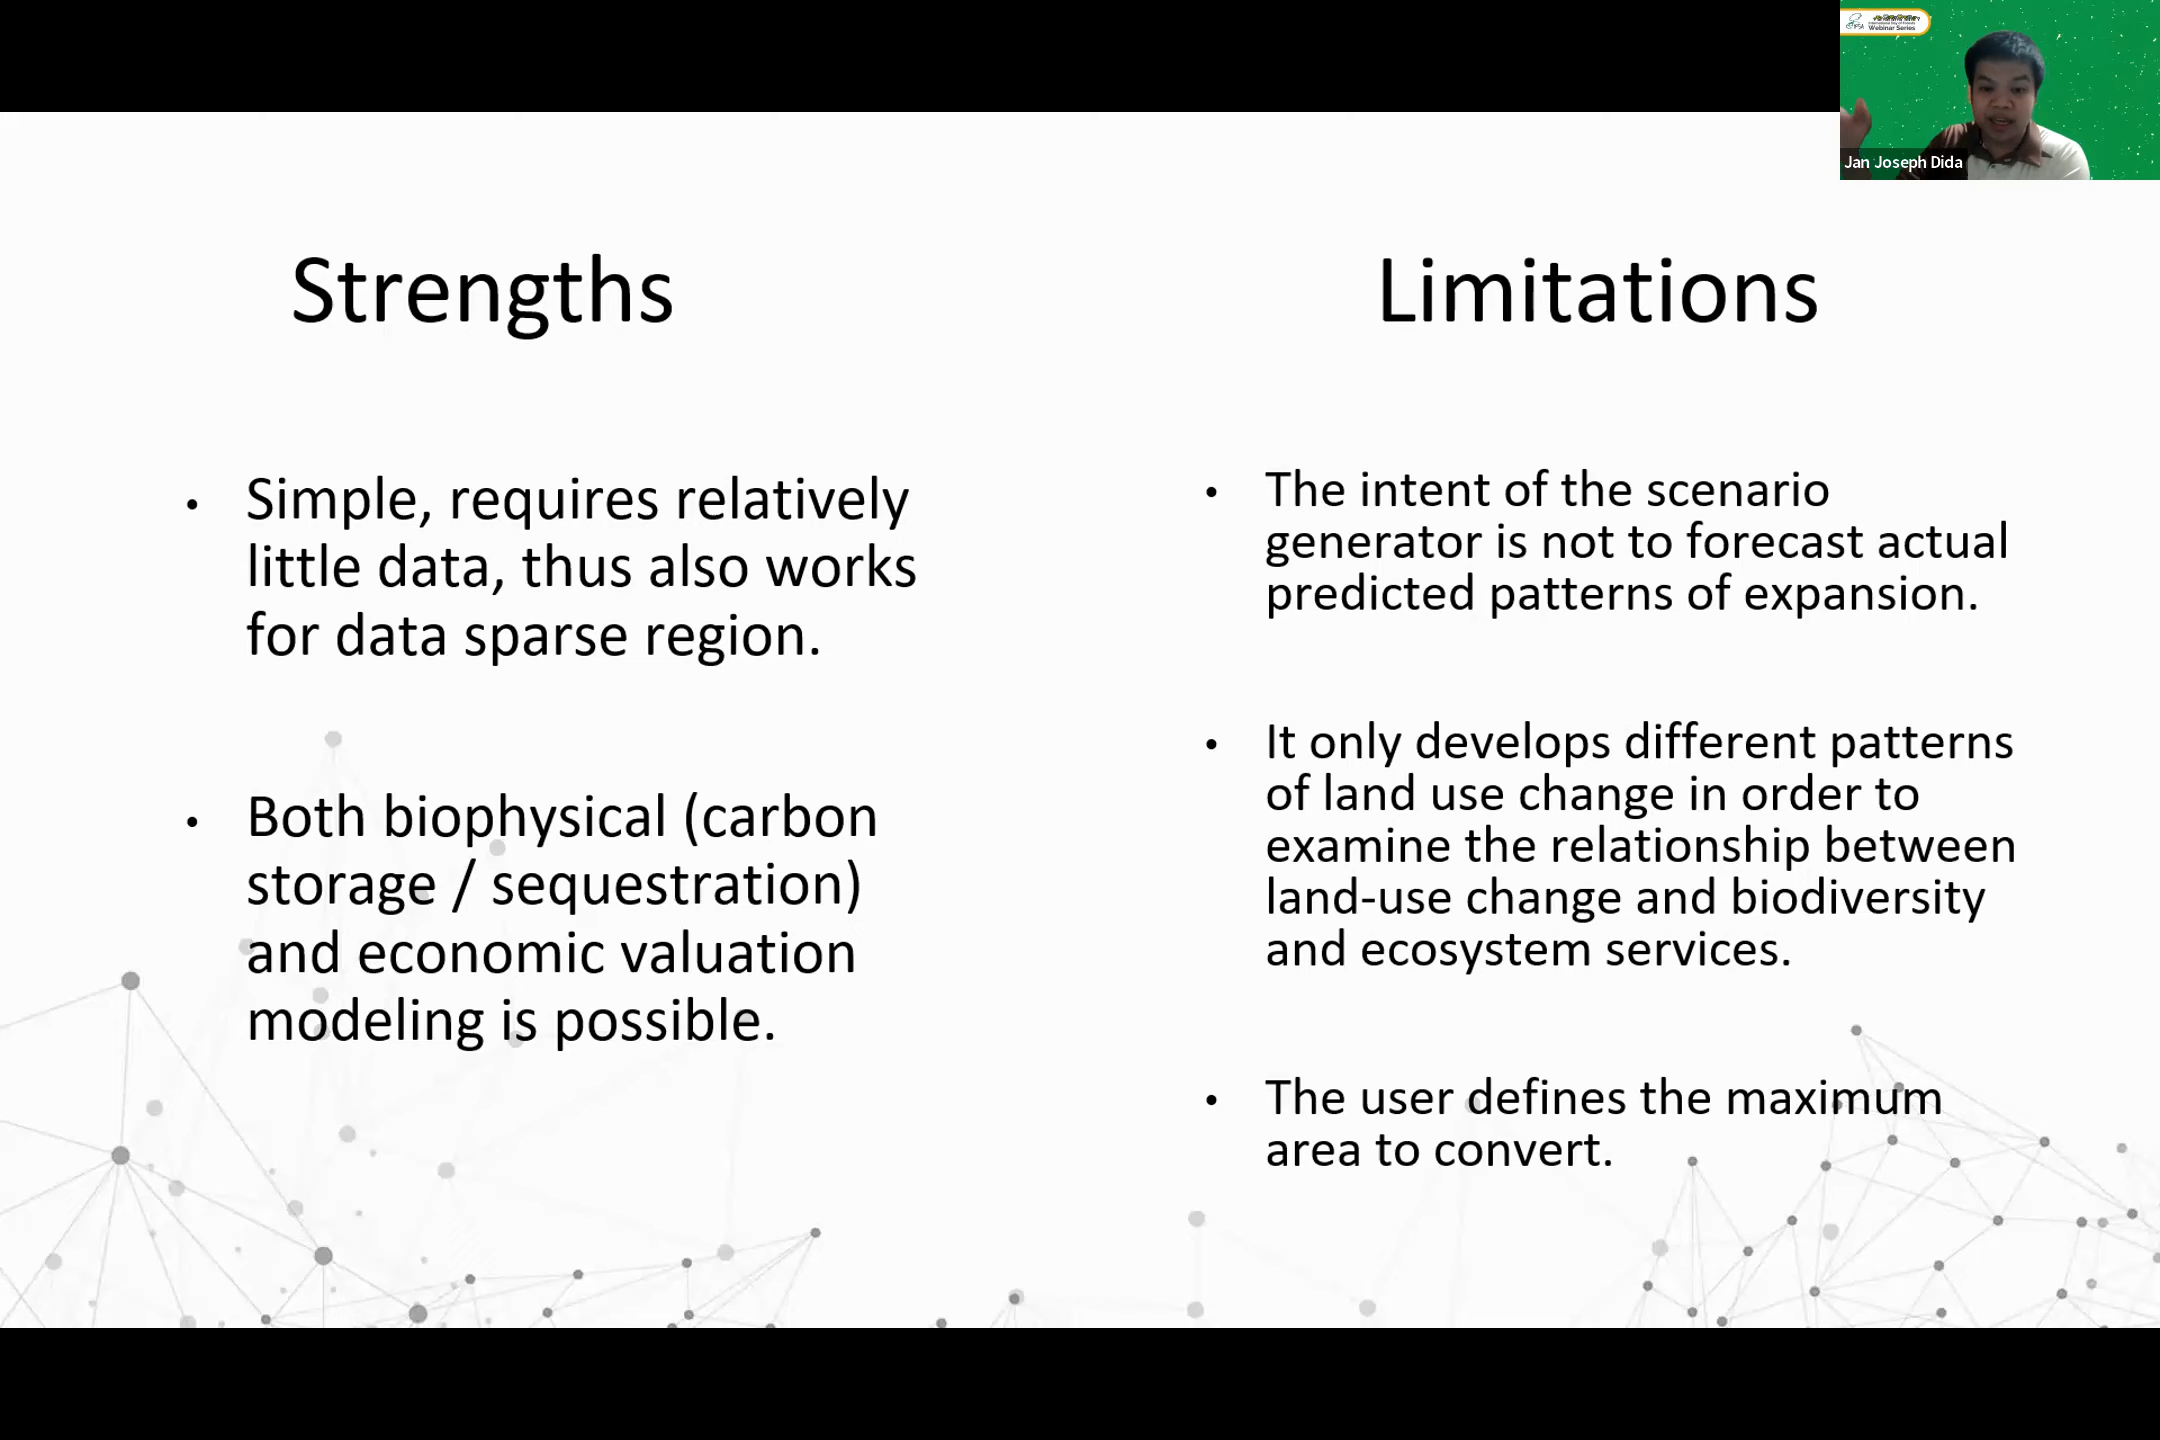 Webinar Series
Jan Joseph Dida
Strengths
• Simple, requires relatively
little data, thus also works
for data sparse region.
• Both biophysical (carbon
storage / sequestration)
and economic valuation
modeling is possible.
Limitations
• The intent of the scenario
generator is not to forecast actual
predicted patterns of expansion.
• It only develops different patterns
of land use change in order to
examine the relationship between
land-use change and biodiversity
and ecosystem services.
• The user defines the maximum
area to convert.